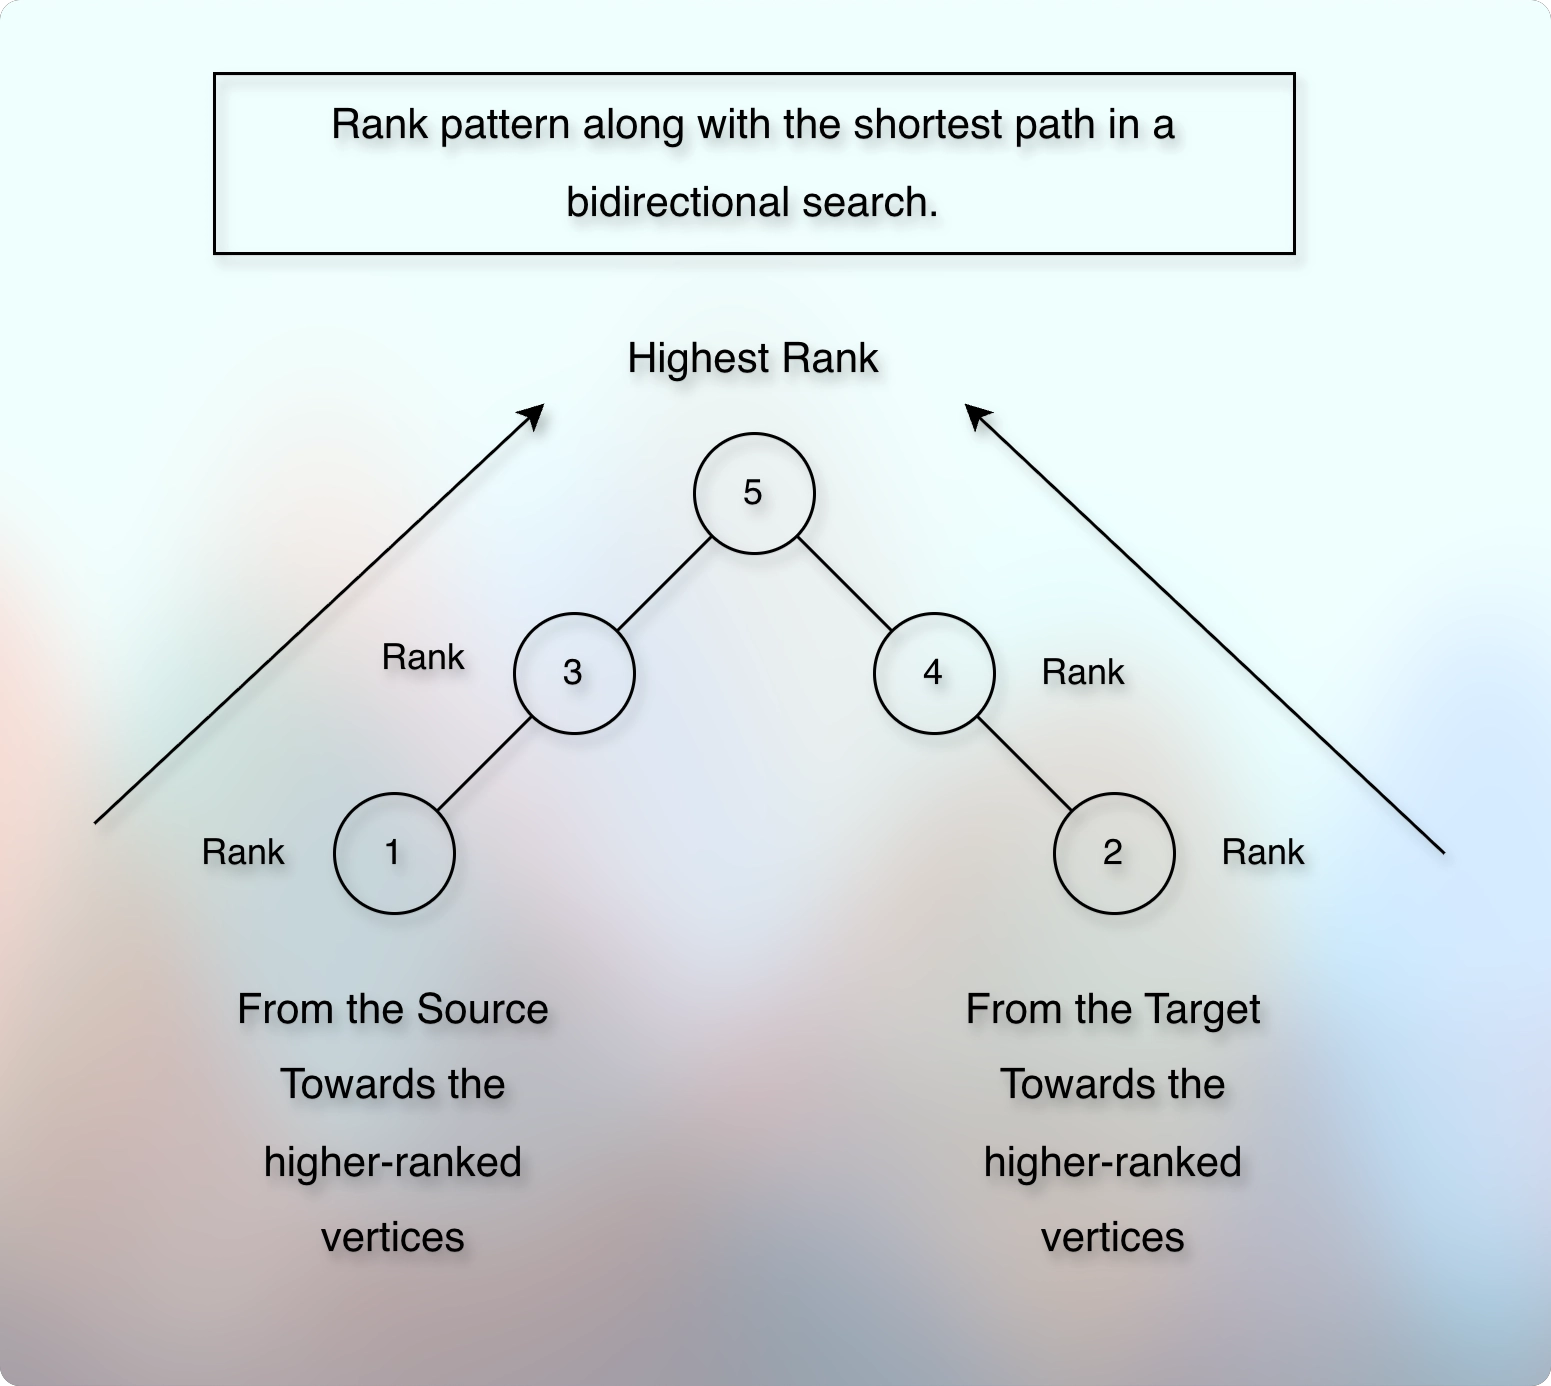 Rank pattern along with the shortest path in a
bidirectional search.
Highest Rank
5
Rank
3
4
Rank
Rank
1
2
Rank
From the Source
Towards the
higher-ranked
vertices
From the Target
Towards the
higher-ranked
vertices